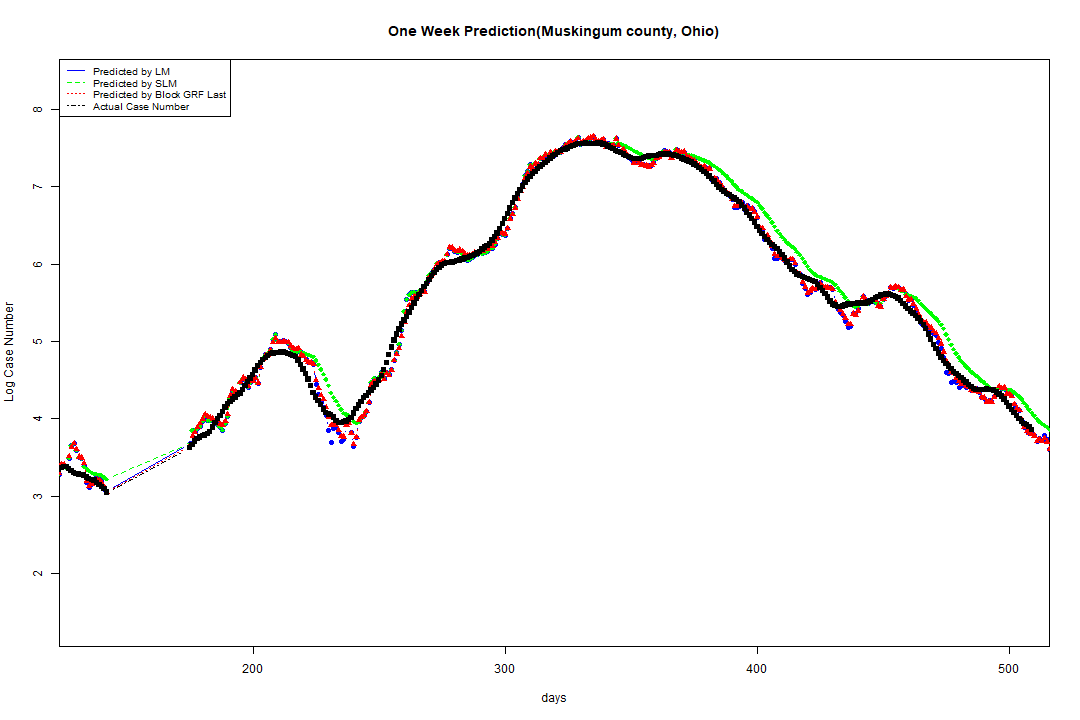 One Week Prediction(Muskingum county, Ohio)
Predicted by LM
Predicted by SLM
Predicted by Block GRF Last
Actual Case Number
8
7
6
5
4
3
2
Log Case Number
200 300 400 500
days